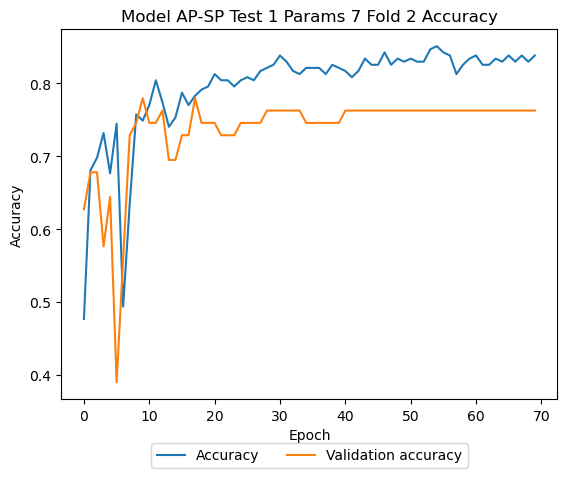 Model AP-SP Test 1 Params 7 Fold 2 Accuracy
Accuracy
0.8
0.7
0.6
0.5
0.4
0 10 20 30 40 50 60 70
Epoch
Accuracy Validation accuracy